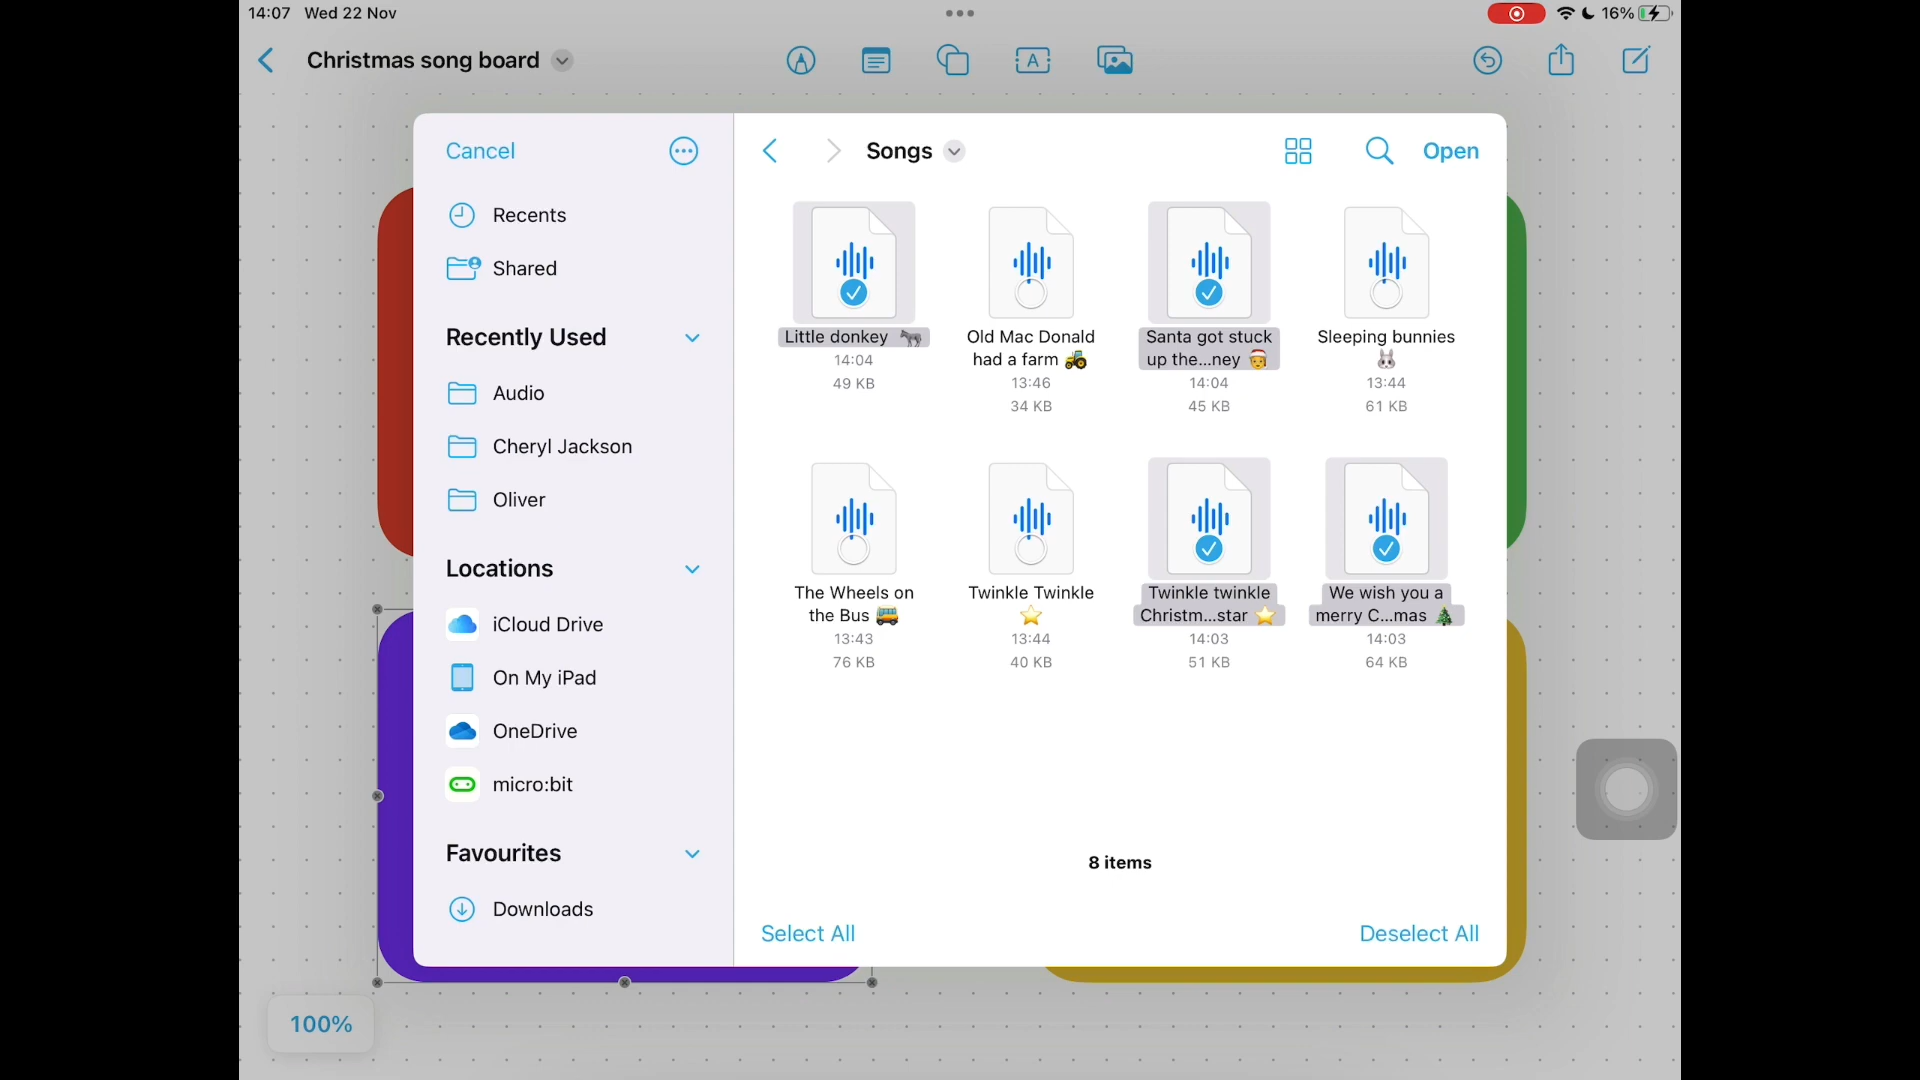 14:07 Wed 22 Nov
16%
Christmas song board
A
Cancel
Songs
Open
Recents
Shared
Recently Used
Audio
Cheryl Jackson
Oliver
Locations
iCloud Drive
On My iPad
OneDrive
micro:bit
Favourites
Downloads
Little donkey 🫏
14:04
49 KB
Old Mac Donald
had a farm 🚜
13:46
34 KB
Santa got stuck
up the...ney 🎅
14:04
45 KB
Sleeping bunnies
🐰
13:44
61 KB
The Wheels on
the Bus 🚌
13:43
76 KB
Twinkle Twinkle
⭐
13:44
40 KB
Twinkle twinkle
Christm...star ⭐
14:03
51 KB
We wish you a
merry C...mas 🎄
14:03
64 KB
8 items
Select All
Deselect All
100%